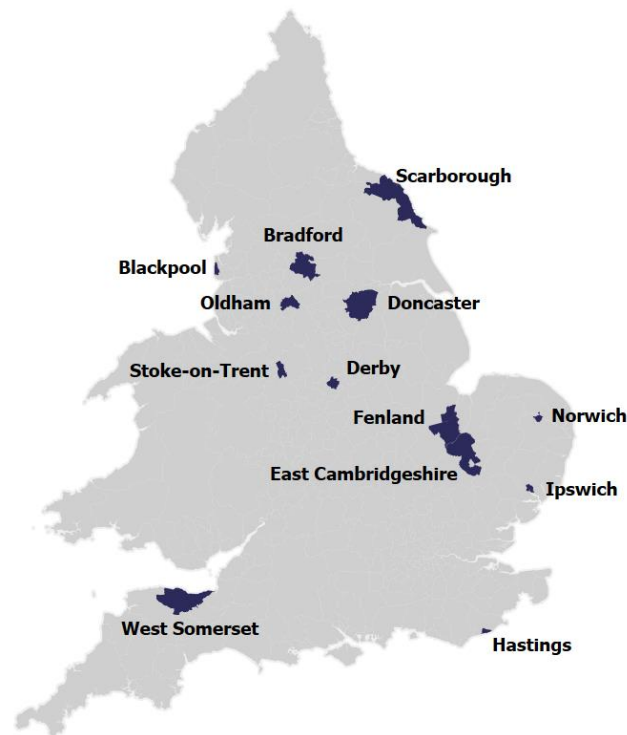 Scarborough
Bradford
Blackpool
Oldham
Doncaster
Stoke-on-Trent
Derby
Fenland
Norwich
East Cambridgeshire
Ipswich
West Somerset
Hastings